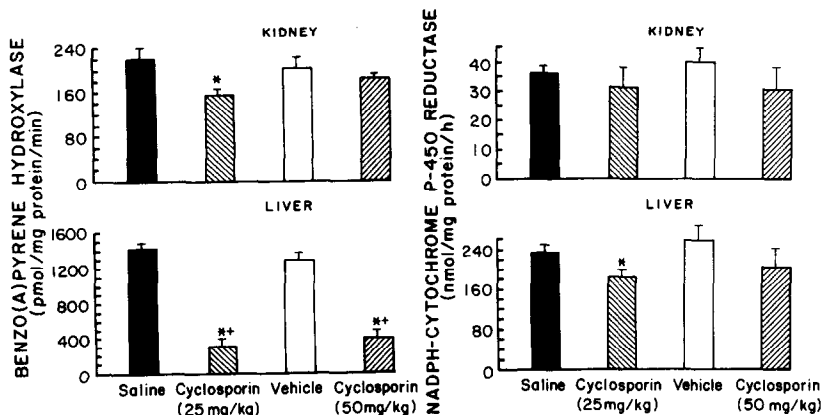 BENZO(A)PYRENE HYDROXYLASE
(pmol/mg protein/min)
KIDNEY
240
160
80
0
LIVER
1600
1200
800
400
0
*
*+
*+
Saline
Cyclosporin
(25mg/kg)
Vehicle
Cyclosporin
(50mg/kg)
NADPH-CYTOCHROME P-450 REDUCTASE
(nmol/mg protein/h)
KIDNEY
40
30
20
10
0
LIVER
240
160
80
0
*
Saline
Cyclosporin
(25mg/kg)
Vehicle
Cyclosporin
(50 mg/kg)